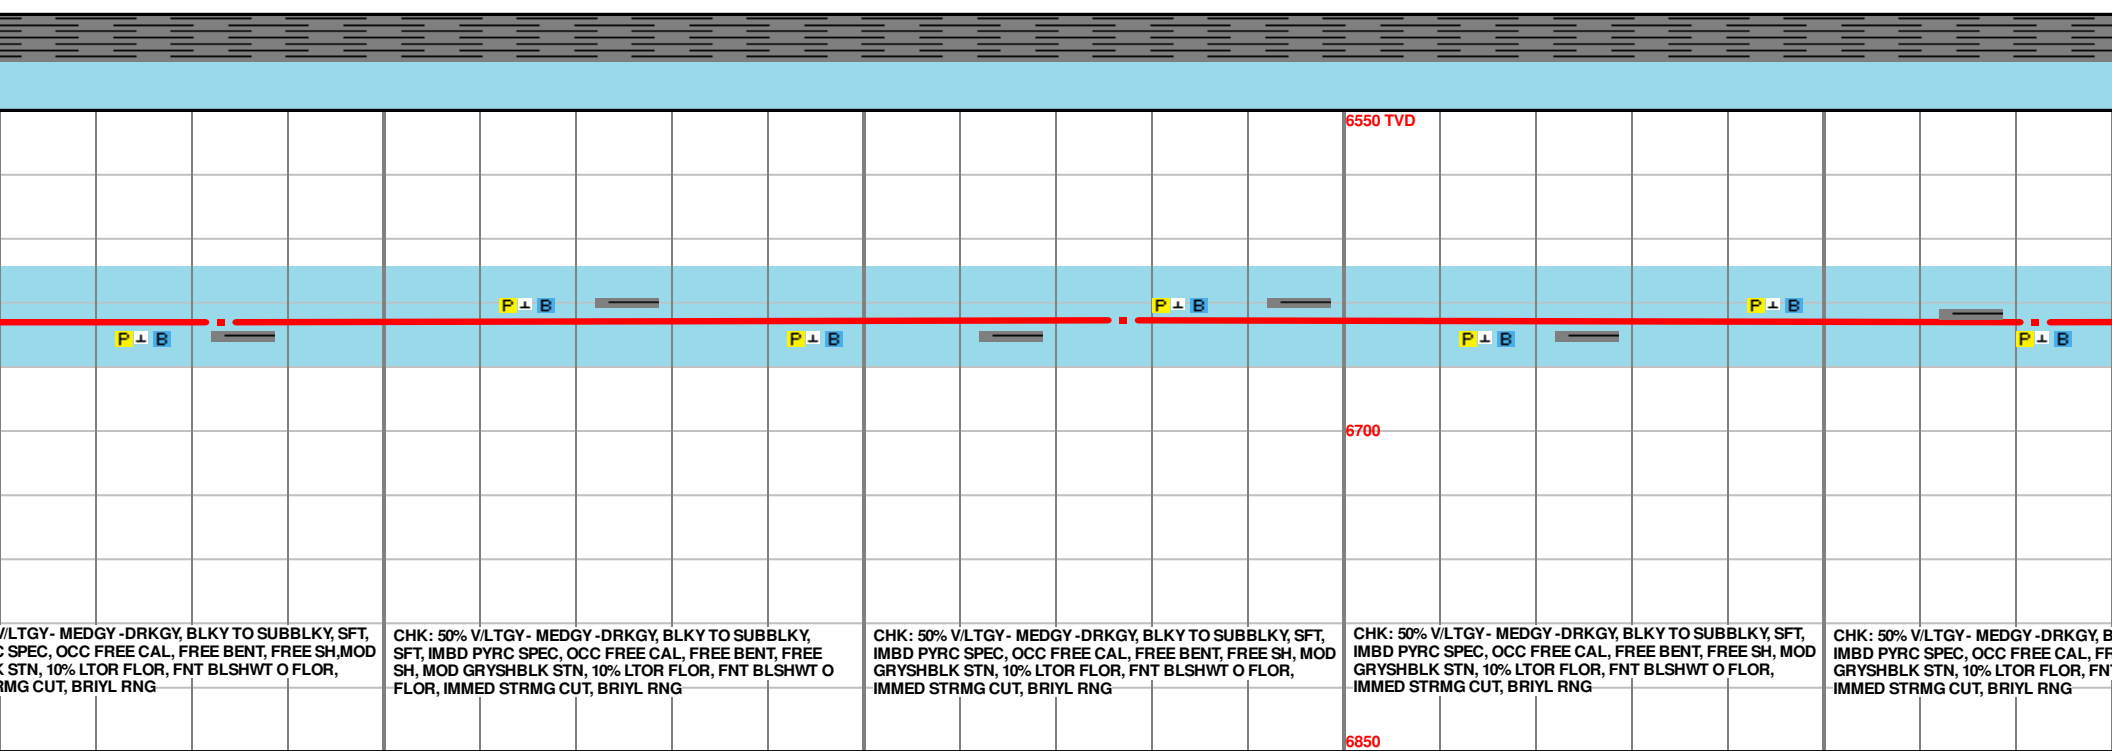 6550 TVD
P ⊥ B
P ⊥ B
P ⊥ B
P ⊥ B
P ⊥ B
P ⊥ B
P ⊥ B
6700
V/LTGY- MEDGY -DRKGY, BLKY TO SUBBLKY, SFT,
C SPEC, OCC FREE CAL, FREE BENT, FREE SH,MOD
K STN, 10% LTOR FLOR, FNT BLSHWT O FLOR,
RMG CUT, BRIYL RNG
CHK: 50% V/LTGY- MEDGY -DRKGY, BLKY TO SUBBLKY,
SFT, IMBD PYRC SPEC, OCC FREE CAL, FREE BENT, FREE
SH, MOD GRYSHBLK STN, 10% LTOR FLOR, FNT BLSHWT O
FLOR, IMMED STRMG CUT, BRIYL RNG
CHK: 50% V/LTGY- MEDGY -DRKGY, BLKY TO SUBBLKY, SFT,
IMBD PYRC SPEC, OCC FREE CAL, FREE BENT, FREE SH, MOD
GRYSHBLK STN, 10% LTOR FLOR, FNT BLSHWT O FLOR,
IMMED STRMG CUT, BRIYL RNG
CHK: 50% V/LTGY- MEDGY -DRKGY, BLKY TO SUBBLKY, SFT,
IMBD PYRC SPEC, OCC FREE CAL, FREE BENT, FREE SH, MOD
GRYSHBLK STN, 10% LTOR FLOR, FNT BLSHWT O FLOR,
IMMED STRMG CUT, BRIYL RNG
CHK: 50% V/LTGY- MEDGY -DRKGY, B
IMBD PYRC SPEC, OCC FREE CAL, FR
GRYSHBLK STN, 10% LTOR FLOR, FN
IMMED STRMG CUT, BRIYL RNG
6850